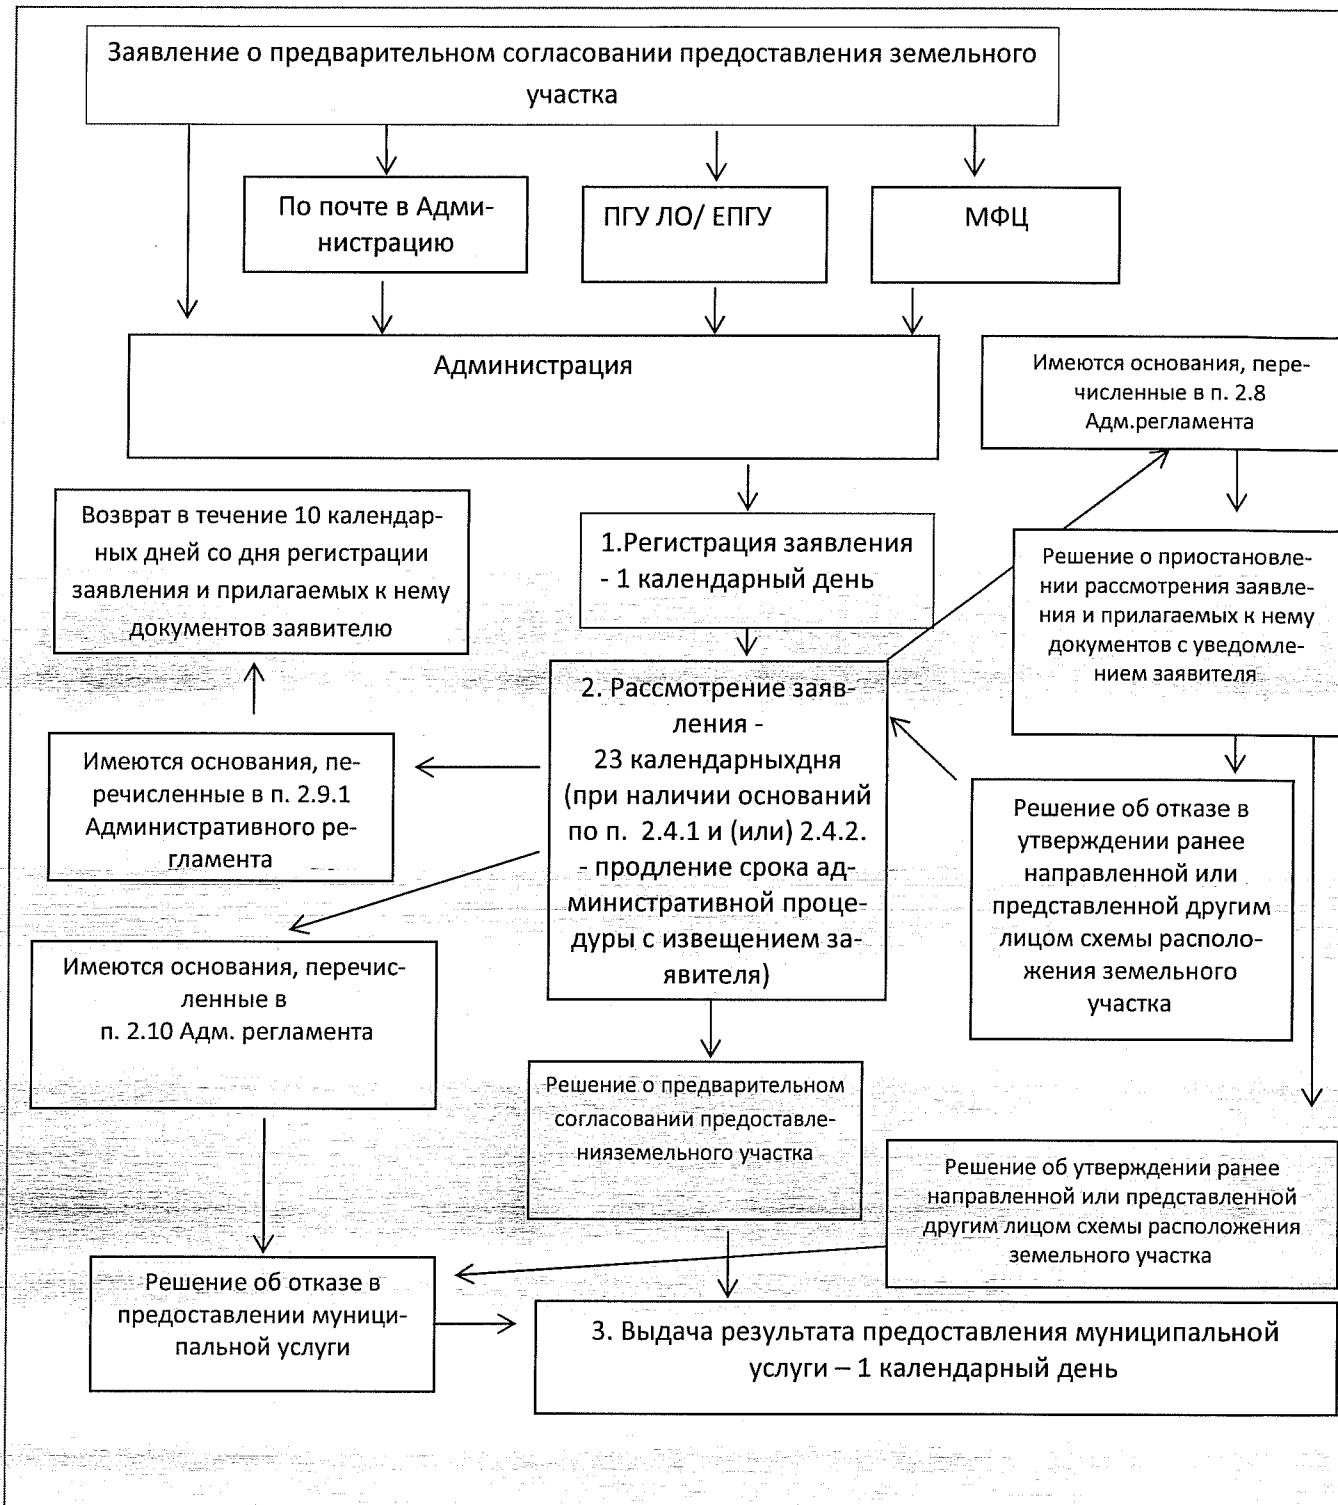 Заявление о предварительном согласовании предоставления земельного
участка
По почте в Адми-
нистрацию
ПГУ ЛО/ ЕПГУ
МФЦ
Администрация
Имеются основания, пере-
численные в п. 2.8
Адм.регламента
Возврат в течение 10 календар-
ных дней со дня регистрации
заявления и прилагаемых к нему
документов заявителю
1.Регистрация заявления
- 1 календарный день
Решение о приостановле-
нии рассмотрения заявле-
ния и прилагаемых к нему
документов с уведомле-
нием заявителя
2. Рассмотрение заяв-
ления -
23 календарныхдня
(при наличии оснований
по п. 2.4.1 и (или) 2.4.2.
- продление срока ад-
министративной проце-
дуры с извещением за-
явителя)
Имеются основания, пе-
речисленные в п. 2.9.1
Административного ре-
гламента
Решение об отказе в
утверждении ранее
направленной или
представленной другим
лицом схемы располо-
жения земельного
участка
Имеются основания, перечис-
ленные в
п. 2.10 Адм. регламента
Решение о предварительном
согласовании предоставле-
нияземельного участка
Решение об утверждении ранее
направленной или представленной
другим лицом схемы расположения
земельного участка
Решение об отказе в
предоставлении муници-
пальной услуги
3. Выдача результата предоставления муниципальной
услуги – 1 календарный день